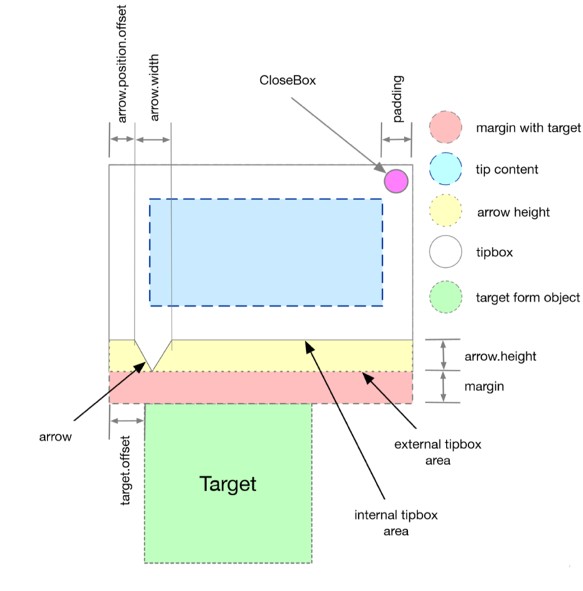 arrow.position.offset
arrow.width
CloseBox
padding
margin with target
tip content
arrow height
tipbox
target form object
arrow.height
margin
arrow
target.offset
external tipbox
area
Target
internal tipbox
area